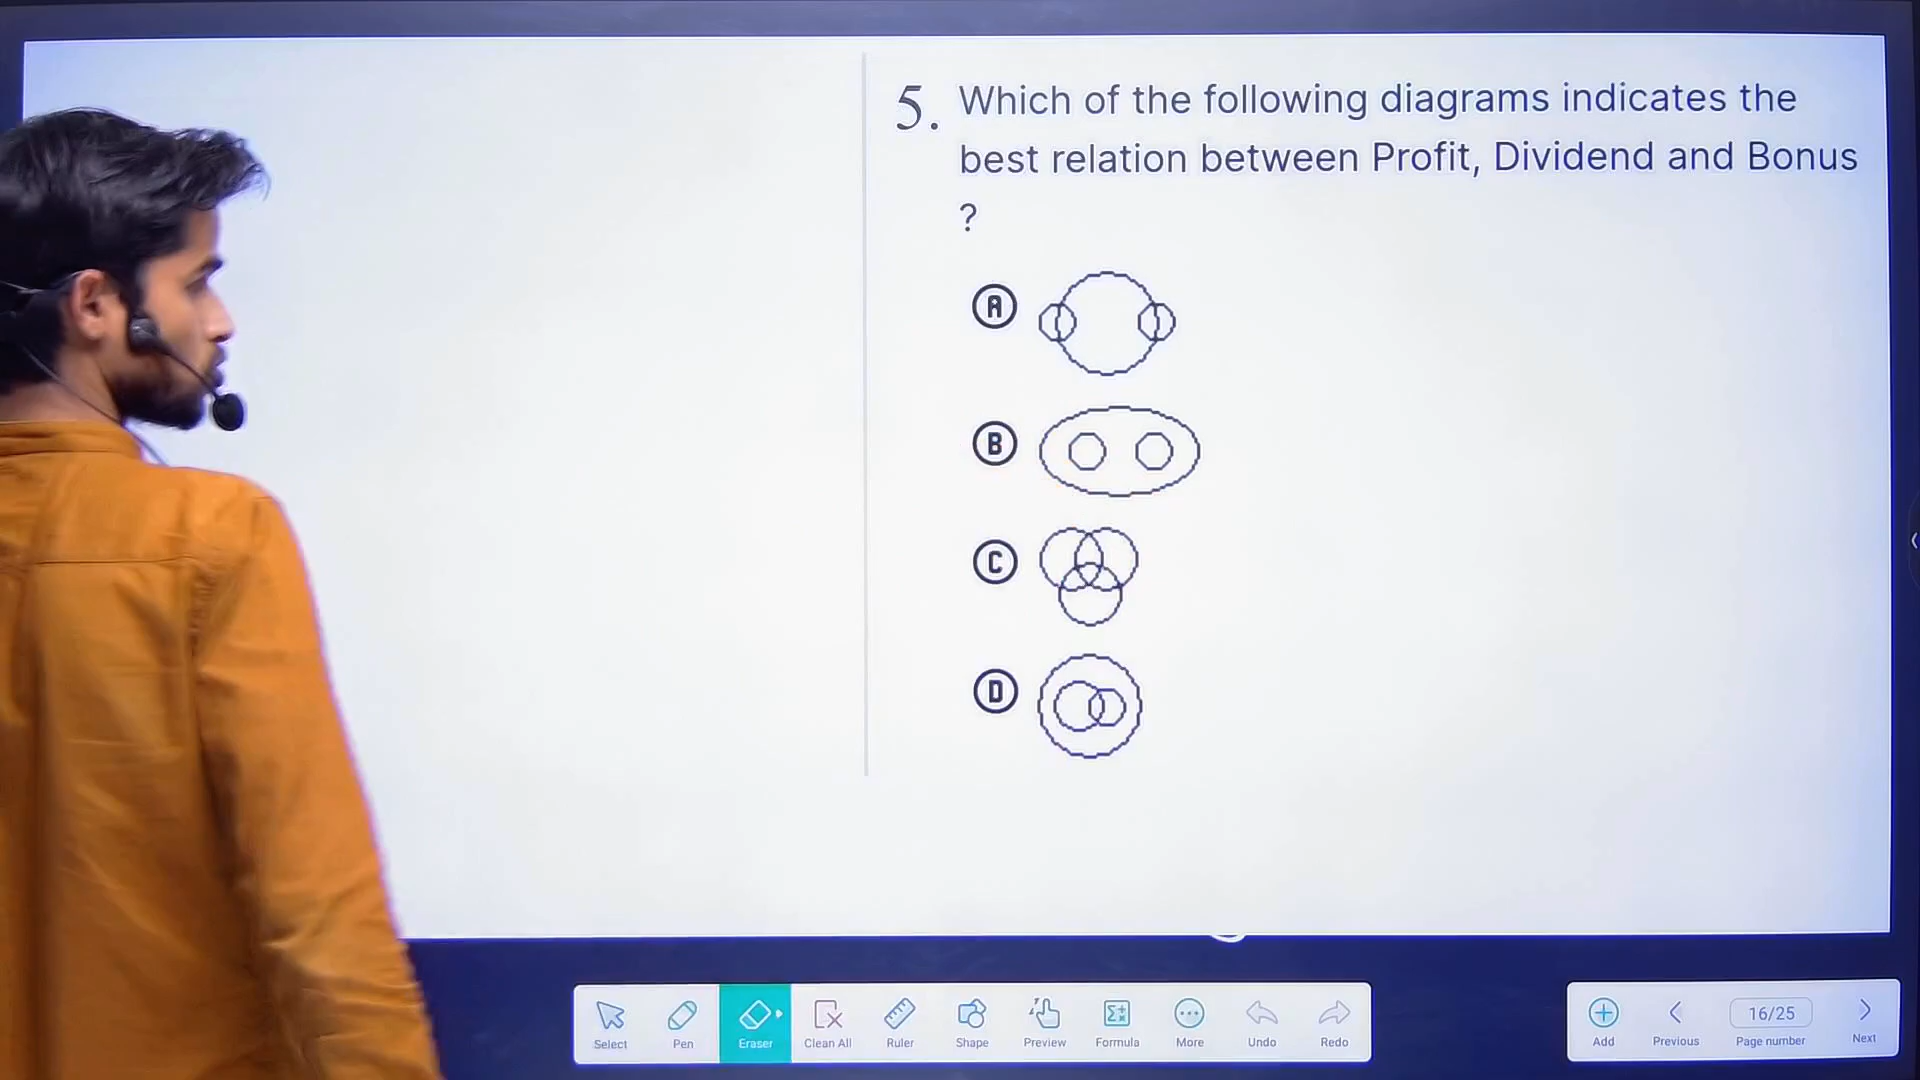 5. Which of the following diagrams indicates the
best relation between Profit, Dividend and Bonus
?
A
B
C
D
Select Pen Eraser Clean All Ruler Shape Preview Formula More Undo Redo
Add Previous 16/25 Page number Next